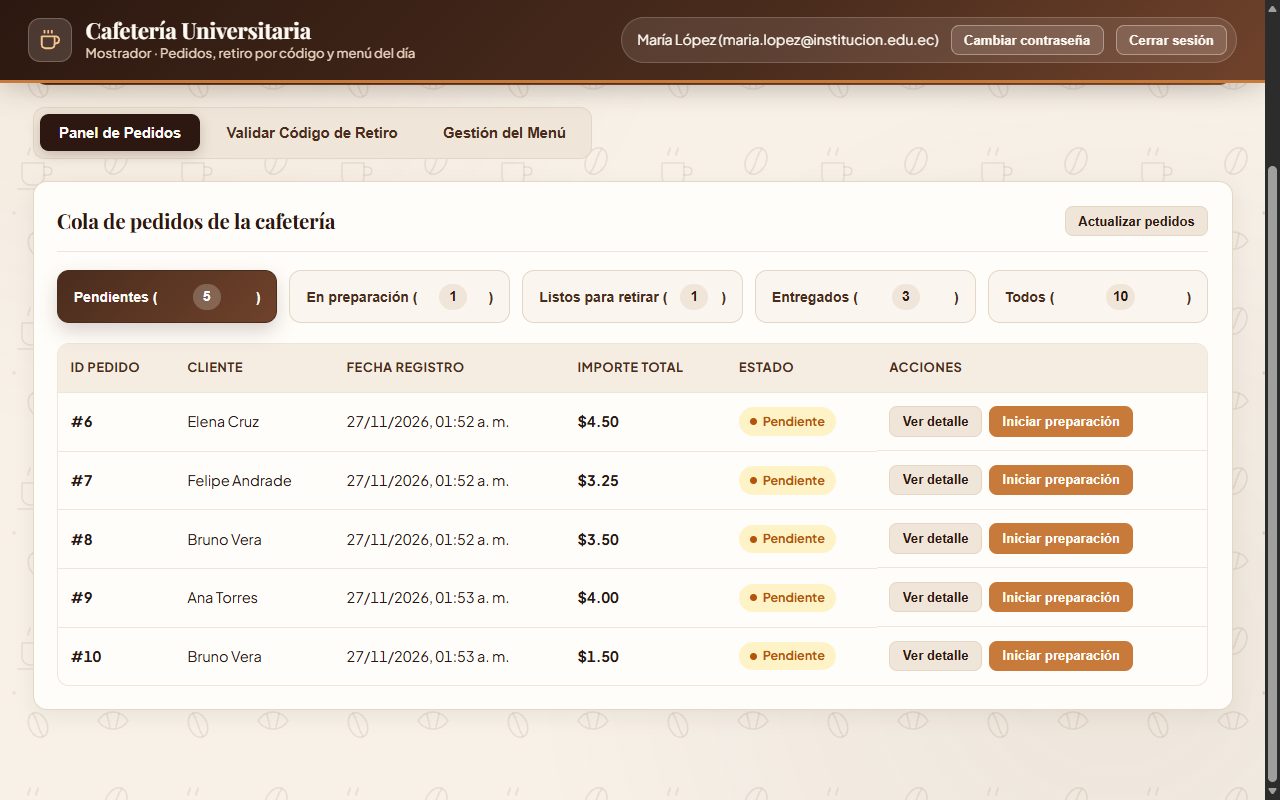 Cafetería Universitaria
Mostrador · Pedidos, retiro por código y menú del día
María López (maria.lopez@institucion.edu.ec) Cambiar contraseña Cerrar sesión
Panel de Pedidos Validar Código de Retiro Gestión del Menú
Cola de pedidos de la cafetería Actualizar pedidos
Pendientes ( 5 ) En preparación ( 1 ) Listos para retirar ( 1 ) Entregados ( 3 ) Todos ( 10 )
ID PEDIDO CLIENTE FECHA REGISTRO IMPORTE TOTAL ESTADO ACCIONES
#6 Elena Cruz 27/11/2026, 01:52 a. m. $4.50 Pendiente Ver detalle Iniciar preparación
#7 Felipe Andrade 27/11/2026, 01:52 a. m. $3.25 Pendiente Ver detalle Iniciar preparación
#8 Bruno Vera 27/11/2026, 01:52 a. m. $3.50 Pendiente Ver detalle Iniciar preparación
#9 Ana Torres 27/11/2026, 01:53 a. m. $4.00 Pendiente Ver detalle Iniciar preparación
#10 Bruno Vera 27/11/2026, 01:53 a. m. $1.50 Pendiente Ver detalle Iniciar preparación